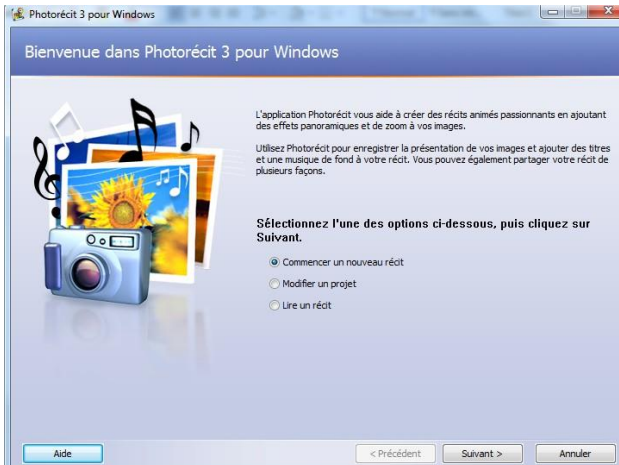 Photorécit 3 pour Windows
Bienvenue dans Photorécit 3 pour Windows
L'application Photorécit vous aide à créer des récits animés passionnants en ajoutant
des effets panoramiques et de zoom à vos images.
Utilisez Photorécit pour enregistrer la présentation de vos images et ajouter des titres
et une musique de fond à votre récit. Vous pouvez également partager votre récit de
plusieurs façons.
Sélectionnez l'une des options ci-dessous, puis cliquez sur
Suivant.
Commencer un nouveau récit
Modifier un projet
Lire un récit
Aide
< Précédent
Suivant >
Annuler